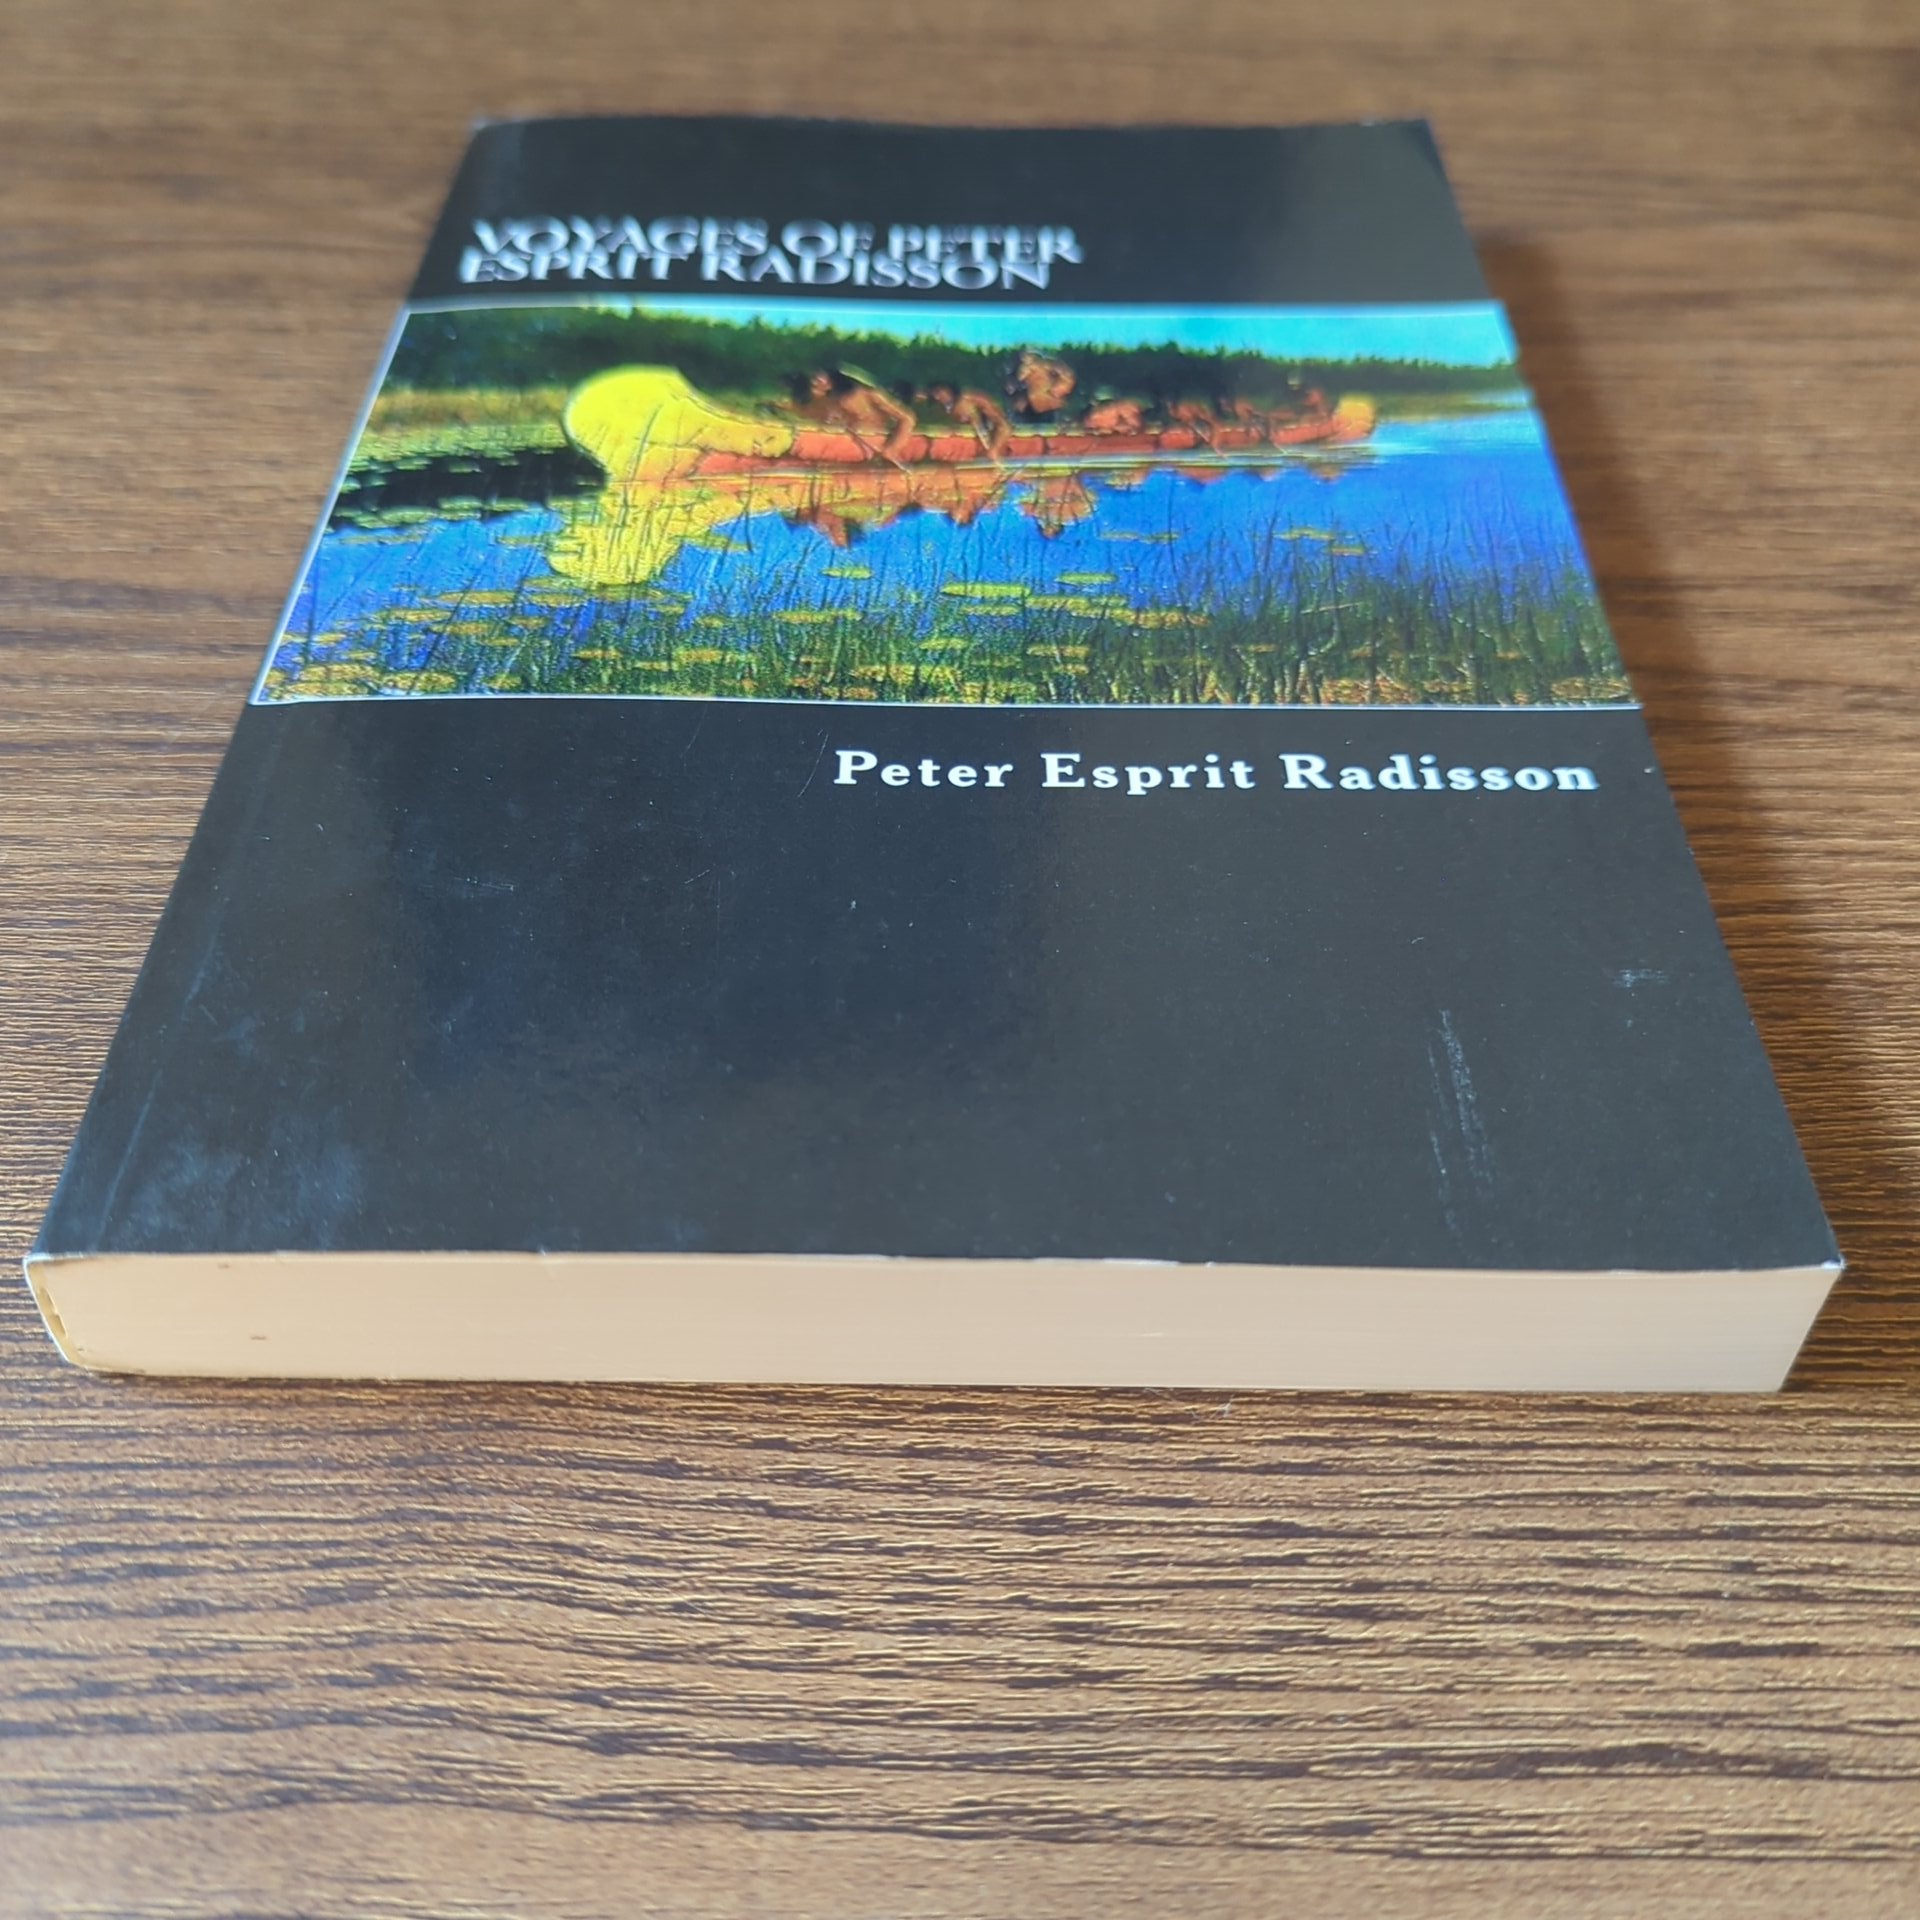 VOYAGES OF PETER
ESPRIT RADISSON
Peter Esprit Radisson